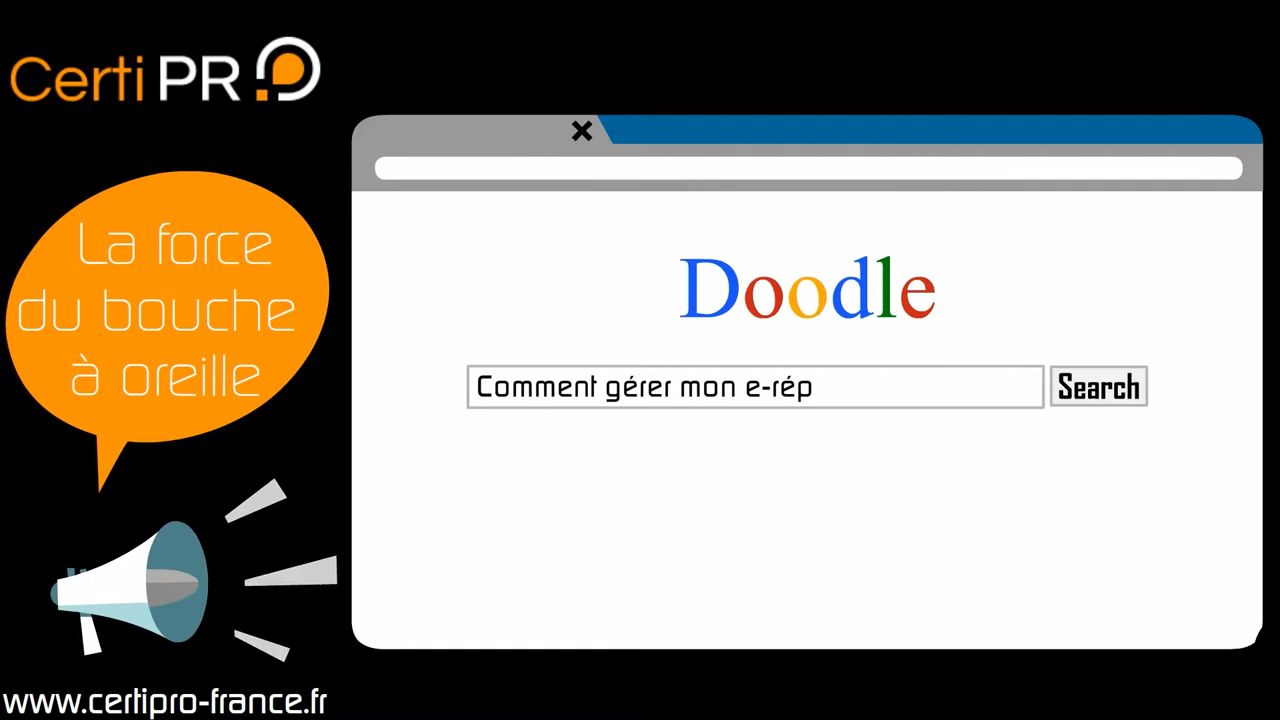 Certi PR
La force
du bouche
à oreille
Doodle
Comment gérer mon e-rép
Search
www.certipro-france.fr